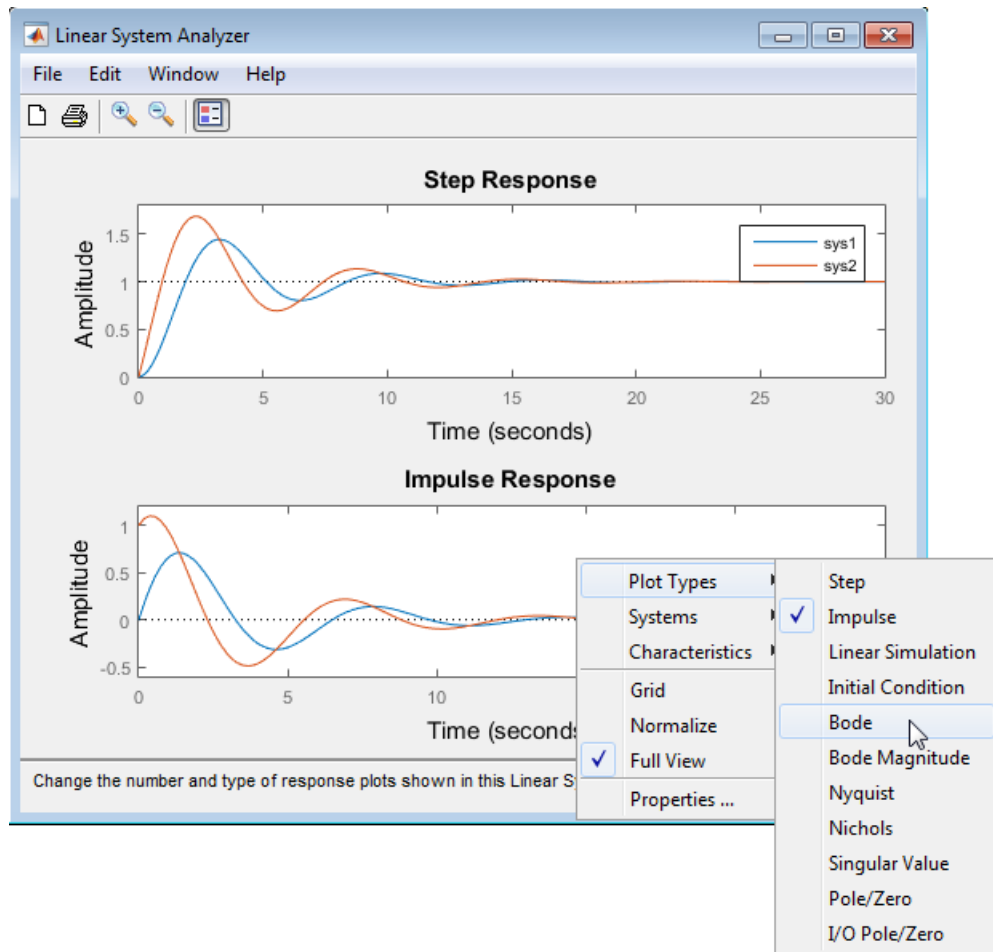 Linear System Analyzer
File Edit Window Help
Step Response
Amplitude
1.5
1
0.5
0
sys1
sys2
0 5 10 15 20 25 30
Time (seconds)
Impulse Response
Amplitude
1
0.5
0
-0.5
0 5 10
Time (second
Change the number and type of response plots shown in this Linear S
Plot Types
Systems
Characteristics
Grid
Normalize
Full View
Properties ...
Step
Impulse
Linear Simulation
Initial Condition
Bode
Bode Magnitude
Nyquist
Nichols
Singular Value
Pole/Zero
I/O Pole/Zero